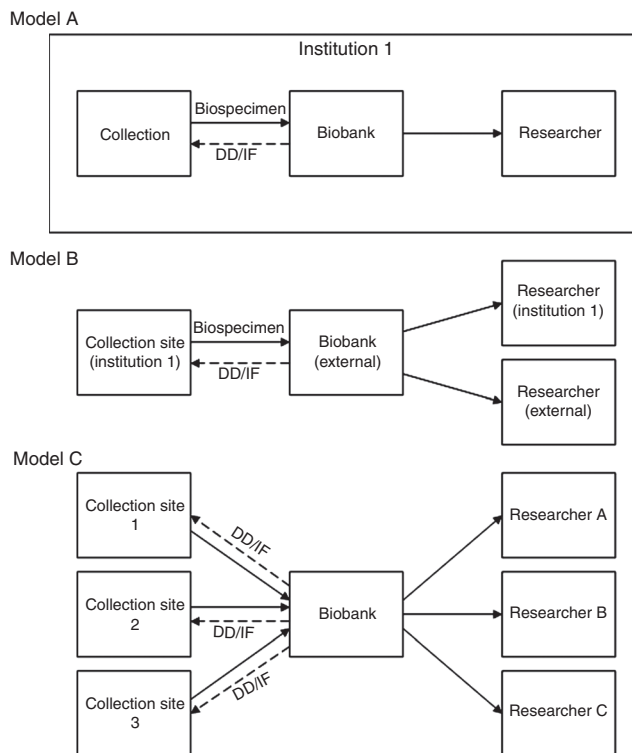 Model A
Institution 1
Collection
Biospecimen
DD/IF
Biobank
Researcher
Model B
Collection site
(institution 1)
Biospecimen
DD/IF
Biobank
(external)
Researcher
(institution 1)
Researcher
(external)
Model C
Collection site
1
DD/IF
Collection site
2
DD/IF
Collection site
3
DD/IF
Biobank
Researcher A
Researcher B
Researcher C